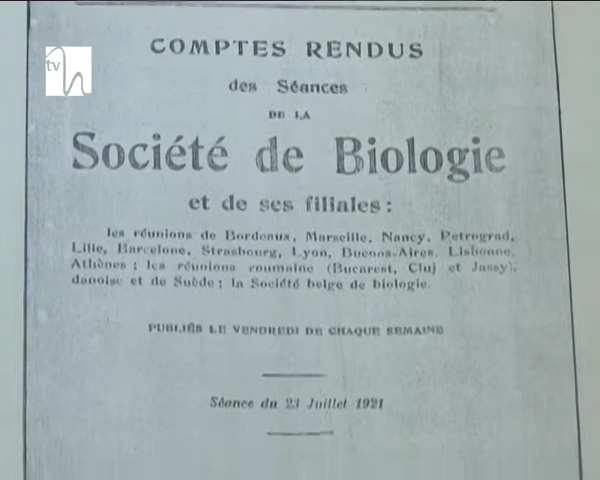 tv h
COMPTES RENDUS
des Séances
DE LA
Société de Biologie
et de ses filiales :
les réunions de Bordeaux, Marseille, Nancy, Petrograd,
Lille, Barcelone, Strasbourg, Lyon, Buenos-Aires, Lisbonne,
Athènes ; les réunions roumaine (Bucarest, Cluj et Jassy),
danoise et de Suède ; la Société belge de biologie.
PUBLIÉS LE VENDREDI DE CHAQUE SEMAINE
Séance du 23 Juillet 1921